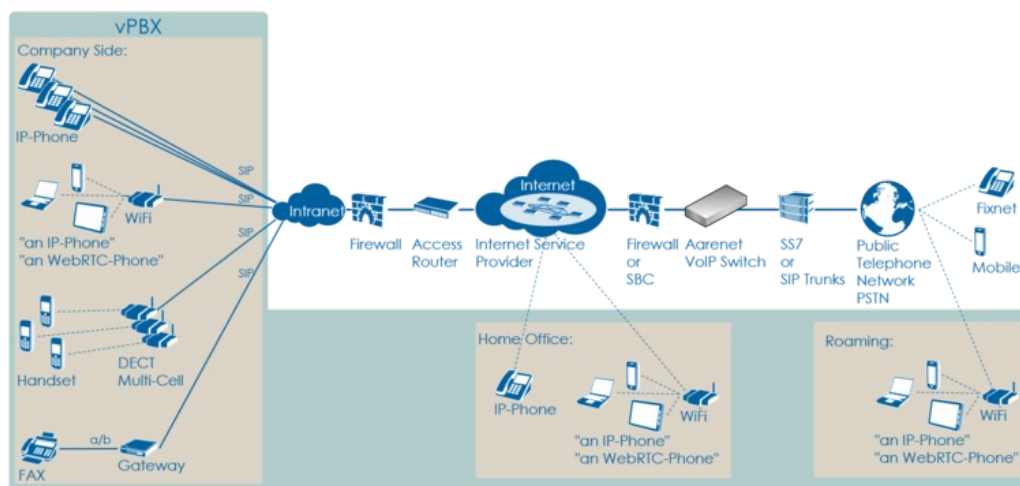 vPBX
Company Side:
IP-Phone
SIP
WiFi
SIP
"an IP-Phone"
"an WebRTC-Phone"
SIP
SIP
Handset
DECT
Multi-Cell
a/b
FAX
Gateway
Intranet
Firewall
Access
Router
Internet
Internet Service
Provider
Firewall
or
SBC
Aarenet
VoIP Switch
SS7
or
SIP Trunks
Public
Telephone
Network
PSTN
Fixnet
Mobile
Home Office:
IP-Phone
WiFi
"an IP-Phone"
"an WebRTC-Phone"
Roaming:
WiFi
"an IP-Phone"
"an WebRTC-Phone"